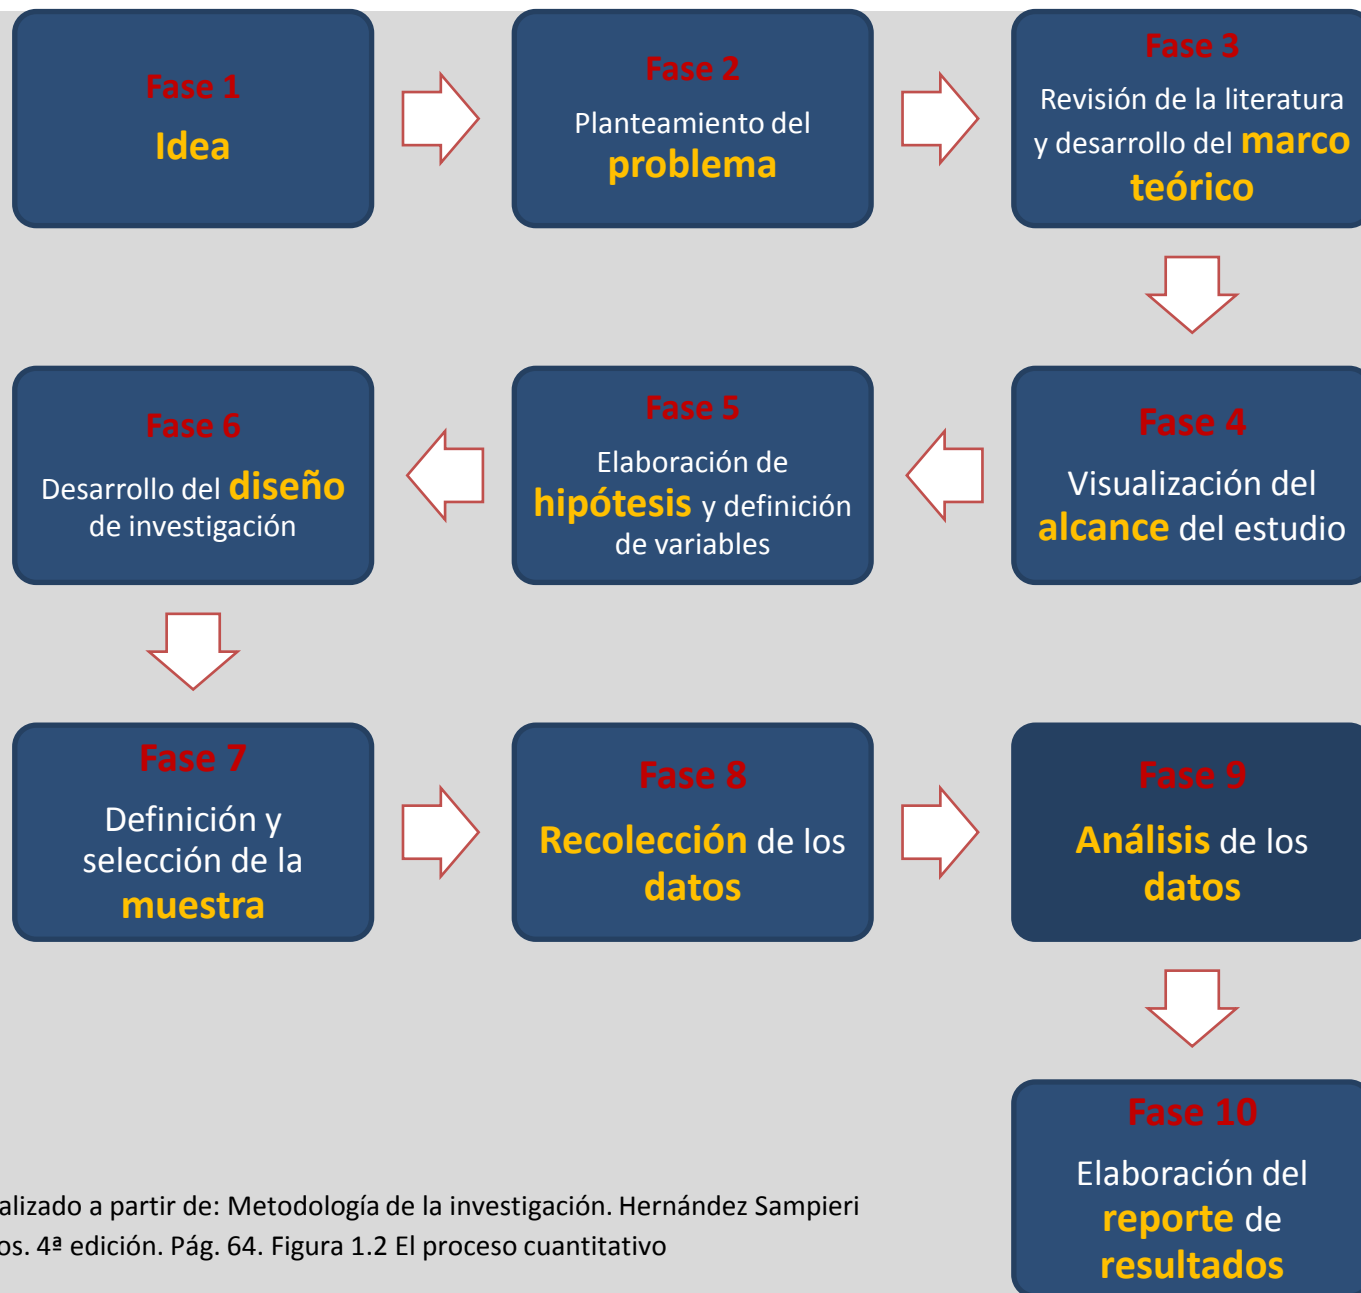 Fase 1
Idea
Fase 2
Planteamiento del
problema
Fase 3
Revisión de la literatura
y desarrollo del marco
teórico
Fase 4
Visualización del
alcance del estudio
Fase 5
Elaboración de
hipótesis y definición
de variables
Fase 6
Desarrollo del diseño
de investigación
Fase 7
Definición y
selección de la
muestra
Fase 8
Recolección de los
datos
Fase 9
Análisis de los
datos
Fase 10
Elaboración del
reporte de
resultados
alizado a partir de: Metodología de la investigación. Hernández Sampieri
os. 4ª edición. Pág. 64. Figura 1.2 El proceso cuantitativo